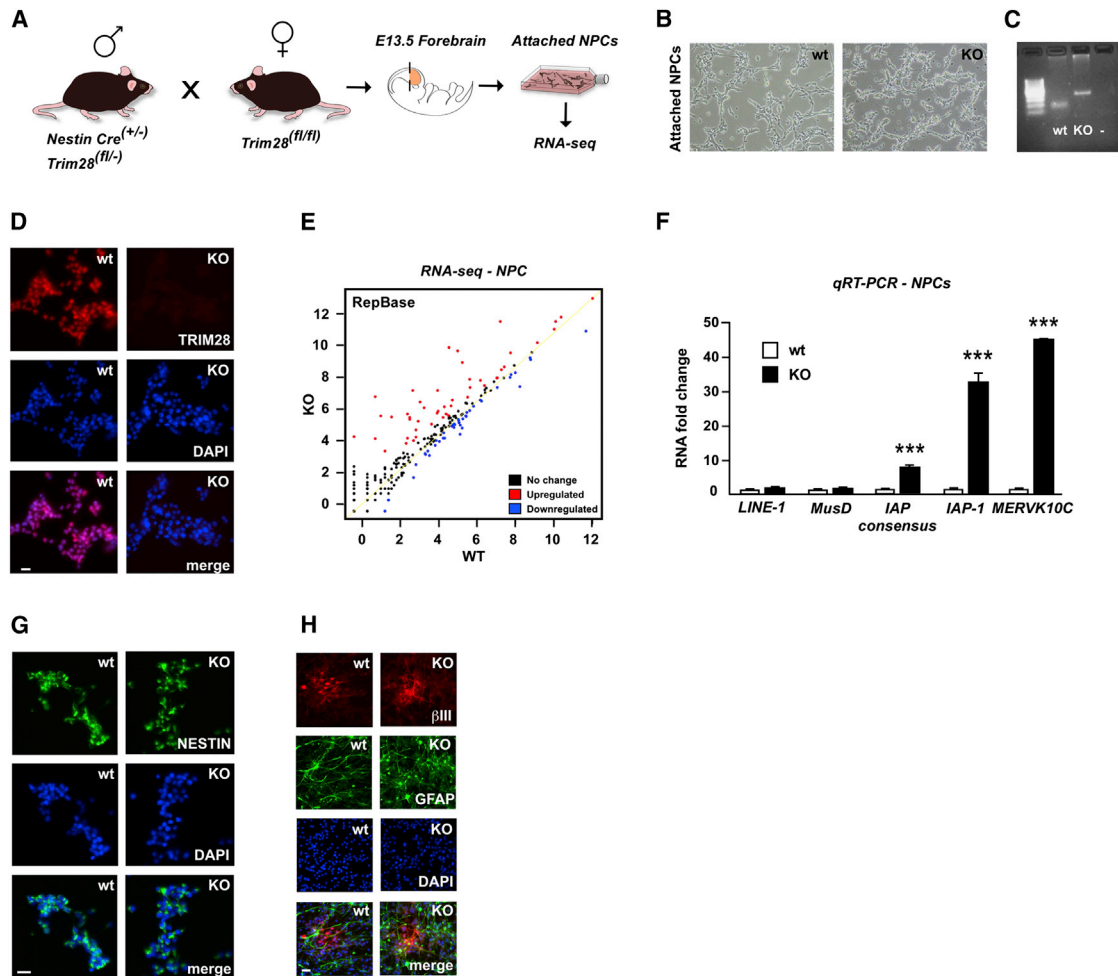 A
E13.5 Forebrain
Attached NPCs
X
Nestin Cre(+/-)
Trim28(fl/-)
Trim28(fl/fl)
RNA-seq
B
Attached NPCs
wt
KO
C
wt KO -
D
wt
KO
TRIM28
wt
KO
DAPI
wt
KO
merge
E
RNA-seq - NPC
RepBase
KO
12
10
8
6
4
2
0
No change
Upregulated
Downregulated
0 2 4 6 8 10 12
WT
F
qRT-PCR - NPCs
RNA fold change
50
40
30
20
10
0
wt
KO
***
***
***
LINE-1 MusD IAP IAP-1 MERVK10C
consensus
G
wt
KO
NESTIN
wt
KO
DAPI
wt
KO
merge
H
wt
KO
βIII
wt
KO
GFAP
wt
KO
DAPI
wt
KO
merge